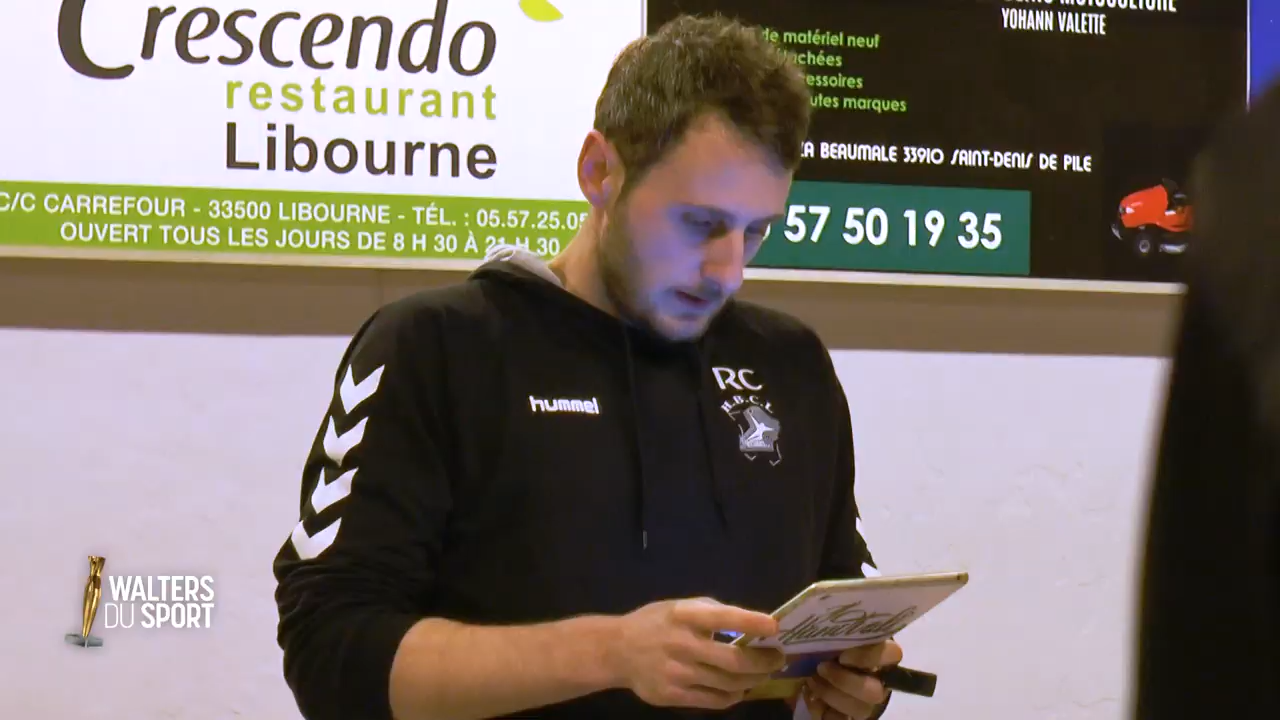 Crescendo
restaurant
Libourne
C/C CARREFOUR - 33500 LIBOURNE - TÉL. : 05.57.25.05
OUVERT TOUS LES JOURS DE 8 H 30 À 21 H 30
MOTOCULTURE
YOHANN VALETTE
de matériel neuf
utes marques
BEAUMALE 33910 SAINT-DENIS DE PILE
57 50 19 35
hummel
RC
H.B.C.L
WALTERS
DU SPORT
Handball